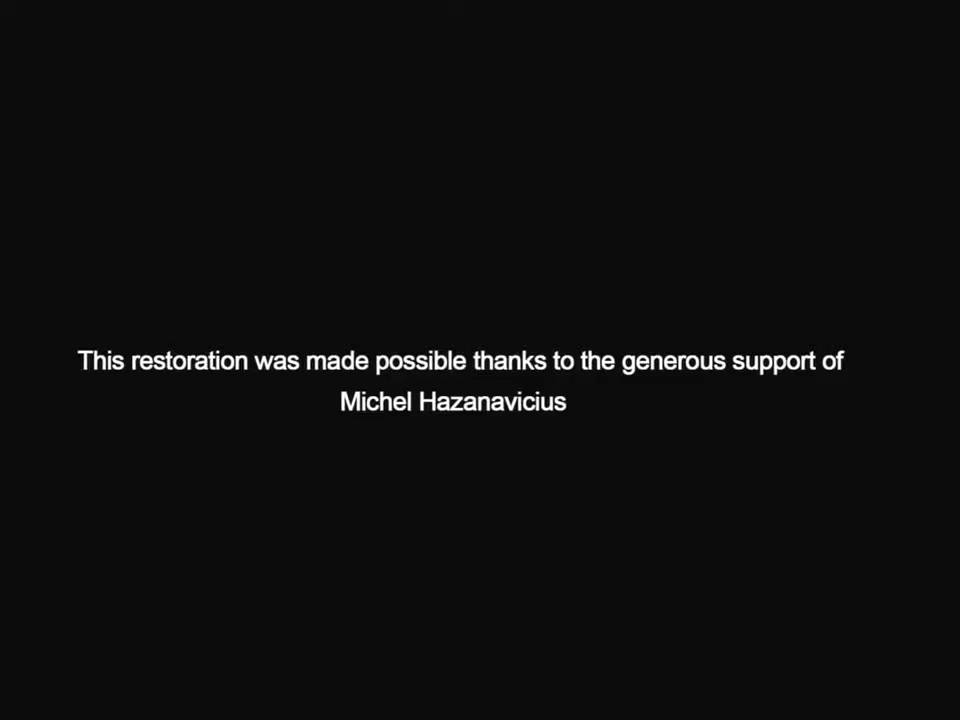 This restoration was made possible thanks to the generous support of
Michel Hazanavicius